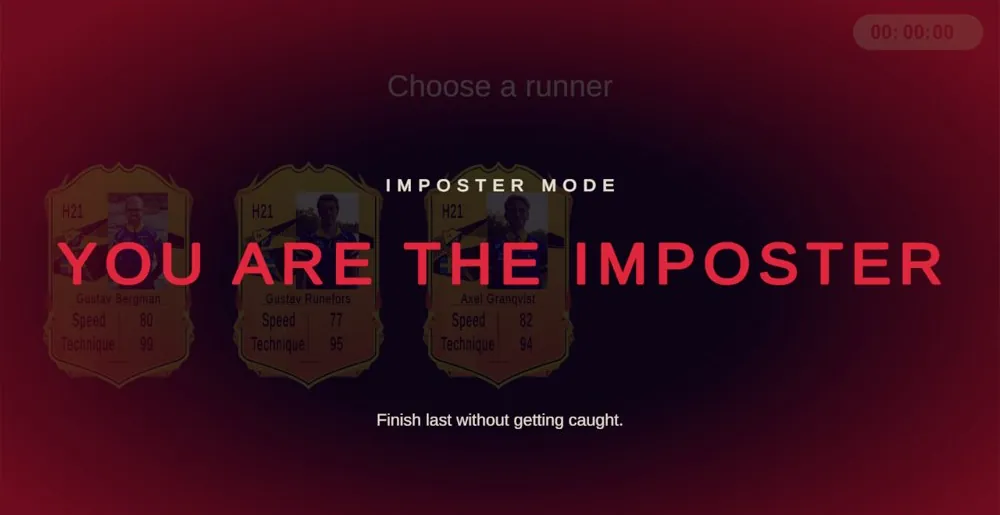 00: 00:00
Choose a runner
IMPOSTER MODE
H21
H21
H21
YOU ARE THE IMPOSTER
Gustav Bergman
Gustav Runefors
Axel Granqvist
Speed 80
Speed 77
Speed 82
Technique 99
Technique 95
Technique 94
Finish last without getting caught.